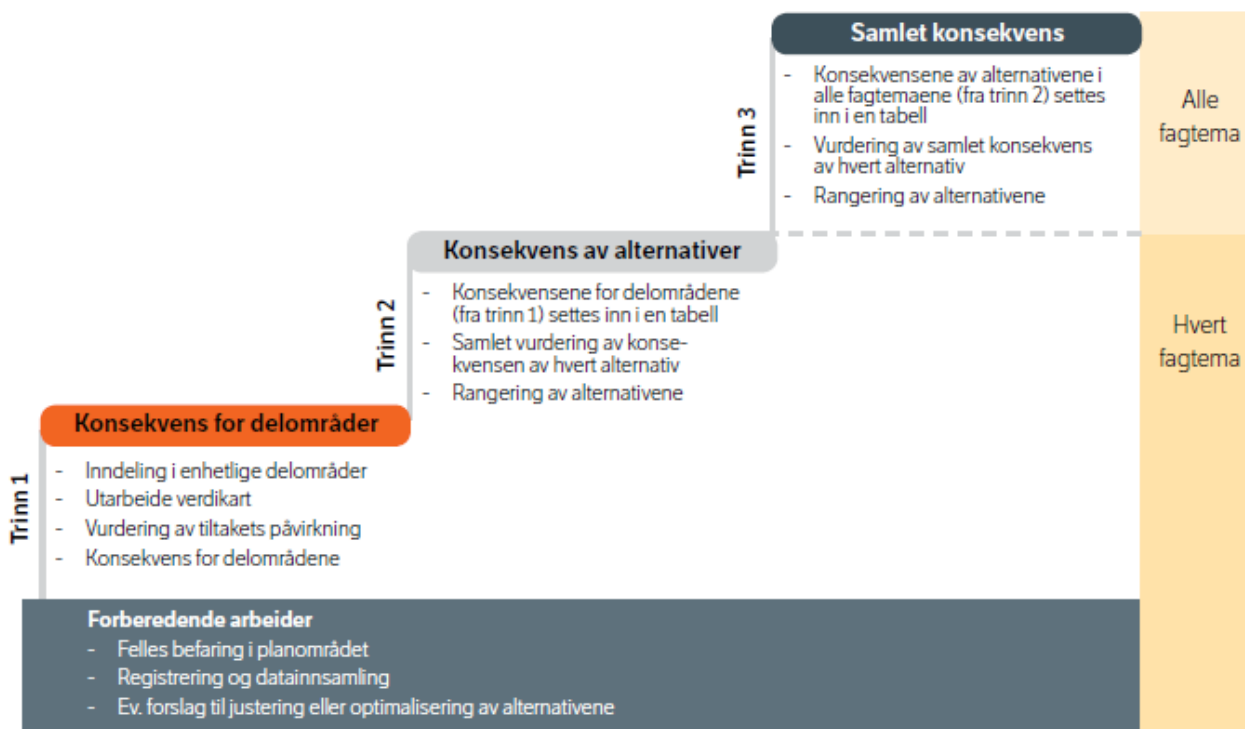 Samlet konsekvens
- Konsekvensene av alternativene i
alle fagtemaene (fra trinn 2) settes
inn i en tabell
- Vurdering av samlet konsekvens
av hvert alternativ
- Rangering av alternativene
Trinn 3
Alle
fagtema
Konsekvens av alternativer
- Konsekvensene for delområdene
(fra trinn 1) settes inn i en tabell
- Samlet vurdering av konse-
kvensen av hvert alternativ
- Rangering av alternativene
Trinn 2
Hvert
fagtema
Konsekvens for delområder
- Inndeling i enhetlige delområder
- Utarbeide verdikart
- Vurdering av tiltakets påvirkning
- Konsekvens for delområdene
Trinn 1
Forberedende arbeider
- Felles befaring i planområdet
- Registrering og datainnsamling
- Ev. forslag til justering eller optimalisering av alternativene